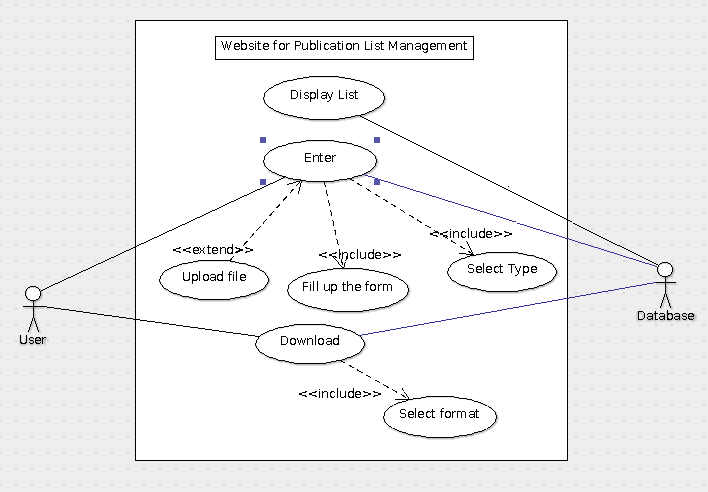 Website for Publication List Management
Display List
Enter
<<include>>
<<extend>>
<<Include>>
Select Type
Upload file
Fill up the form
Database
User
Download
<<include>>
Select format